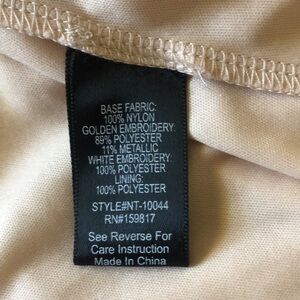 BASE FABRIC:
100% NYLON
GOLDEN EMBROIDERY:
89% POLYESTER
11% METALLIC
WHITE EMBROIDERY:
100% POLYESTER
LINING:
100% POLYESTER
STYLE#NT-10044
RN#159817
See Reverse For
Care Instruction
Made In China